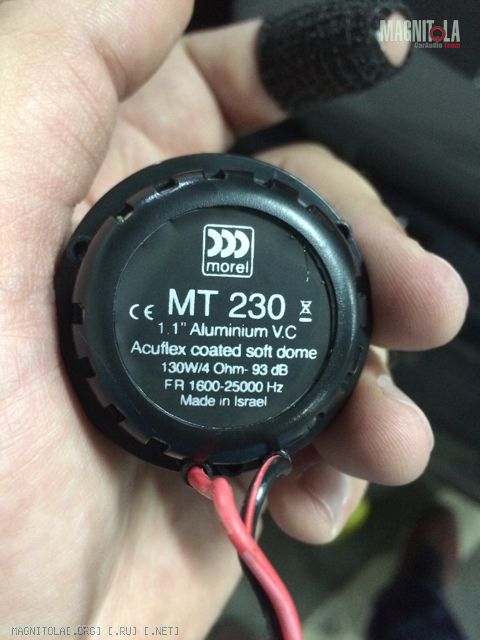 MAGNITOLA
CarAudio Team
morel
CE MT 230
1.1" Aluminium V.C
Acuflex coated soft dome
130W/4 Ohm- 93 dB
FR 1600-25000 Hz
Made in Israel
MAGNITOLA[.ORG] [.RU] [.NET]